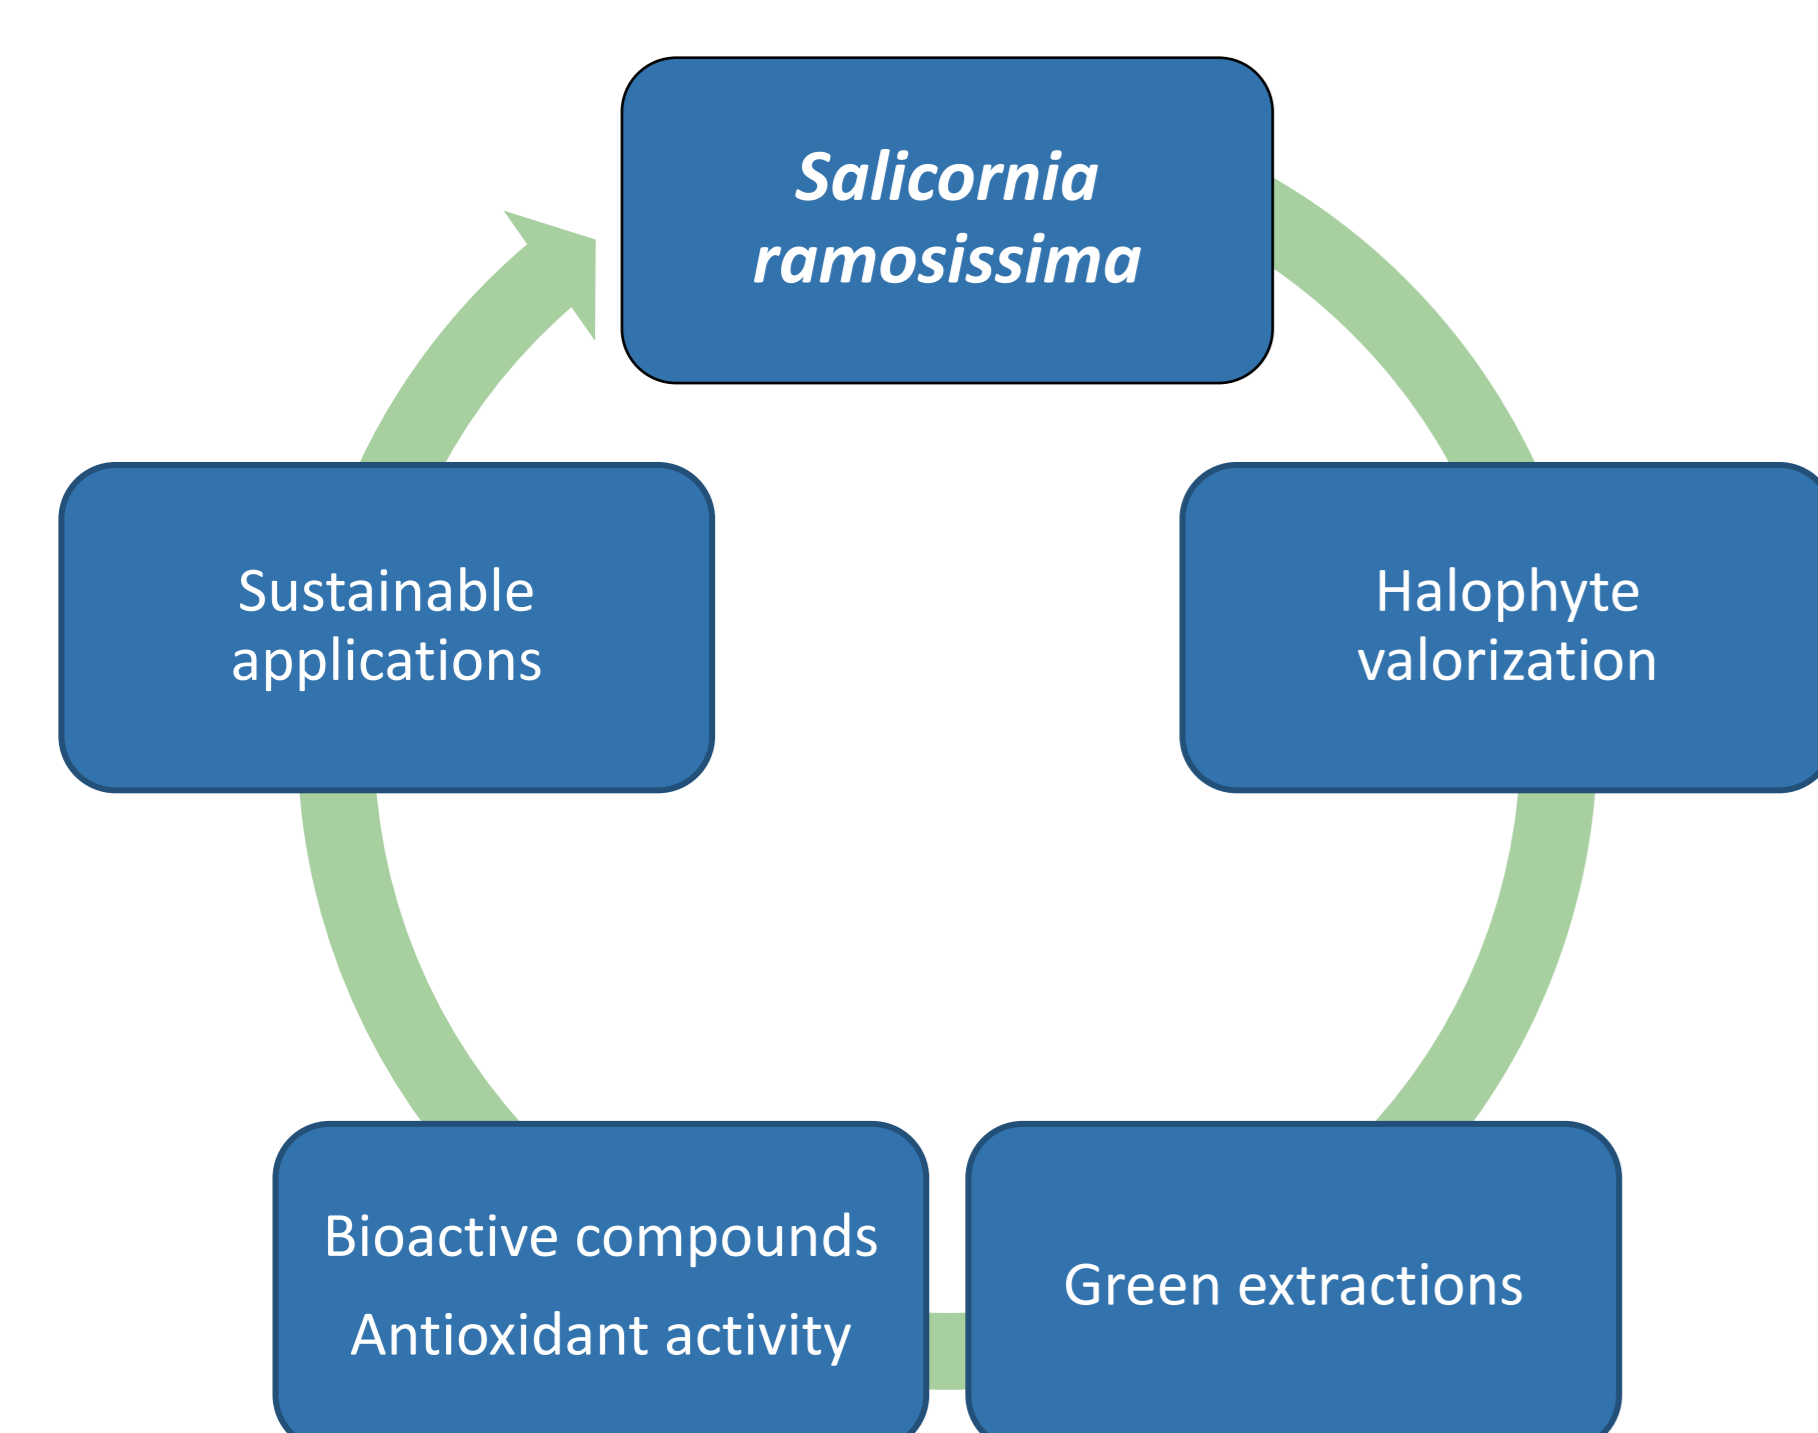 Salicornia
ramosissima
Halophyte
valorization
Green extractions
Bioactive compounds
Antioxidant activity
Sustainable
applications